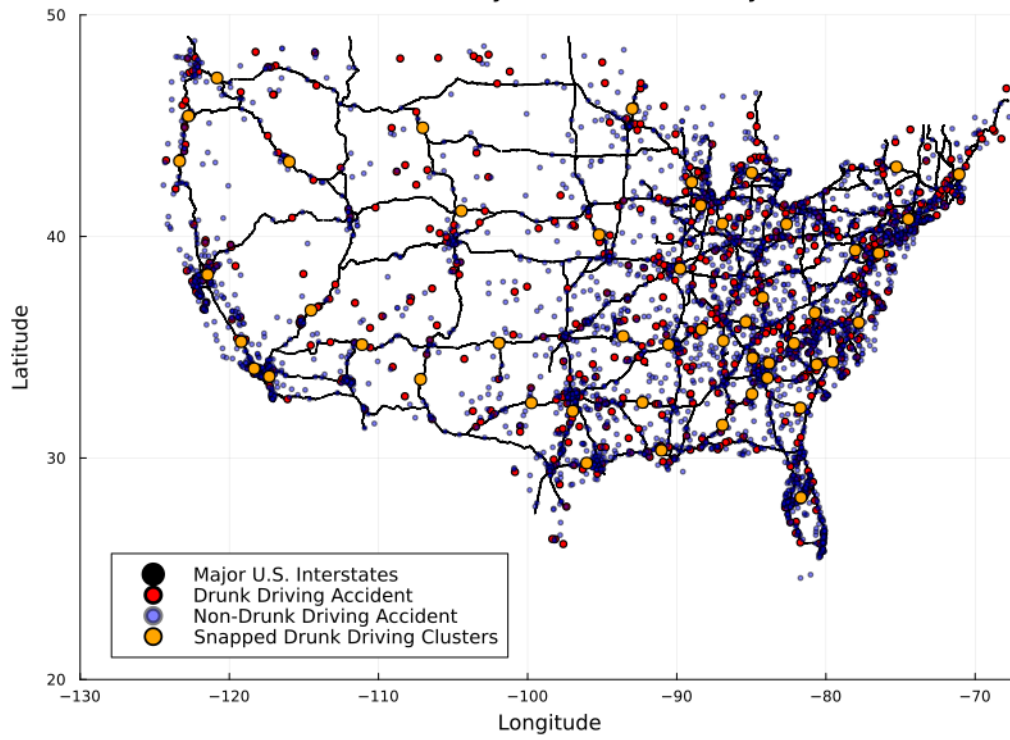 50
40
30
20
Latitude
Major U.S. Interstates
Drunk Driving Accident
Non-Drunk Driving Accident
Snapped Drunk Driving Clusters
−130 −120 −110 −100 −90 −80 −70
Longitude